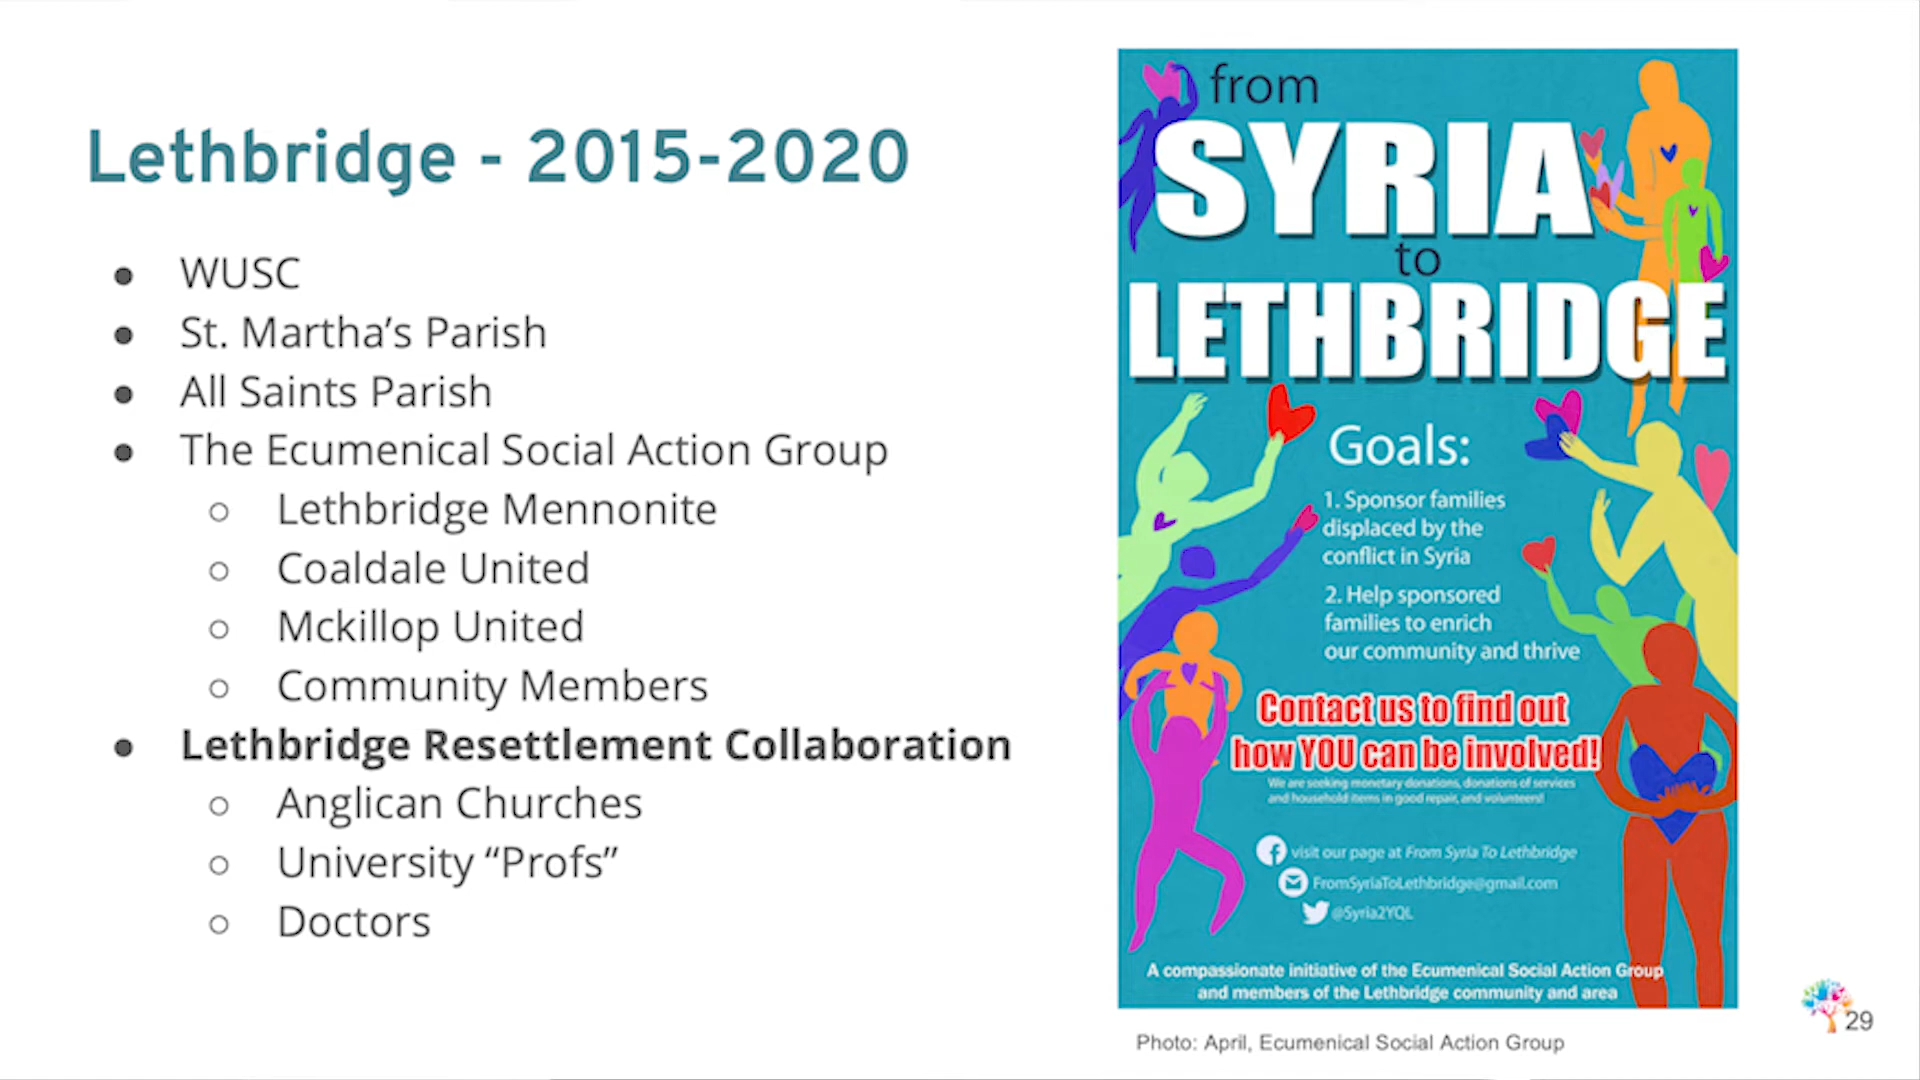 Lethbridge - 2015-2020
● WUSC
● St. Martha’s Parish
● All Saints Parish
● The Ecumenical Social Action Group
○ Lethbridge Mennonite
○ Coaldale United
○ Mckillop United
○ Community Members
● Lethbridge Resettlement Collaboration
○ Anglican Churches
○ University “Profs”
○ Doctors
from
SYRIA
to
LETHBRIDGE
Goals:
1. Sponsor families
displaced by the
conflict in Syria
2. Help sponsored
families to enrich
our community and thrive
Contact us to find out
how YOU can be involved!
We are seeking monetary donations, donations of services
and household items in good repair, and volunteers!
visit our page at From Syria To Lethbridge
FromSyriaToLethbridge@gmail.com
@Syria2YQL
A compassionate initiative of the Ecumenical Social Action Group
and members of the Lethbridge community and area
Photo: April, Ecumenical Social Action Group
29